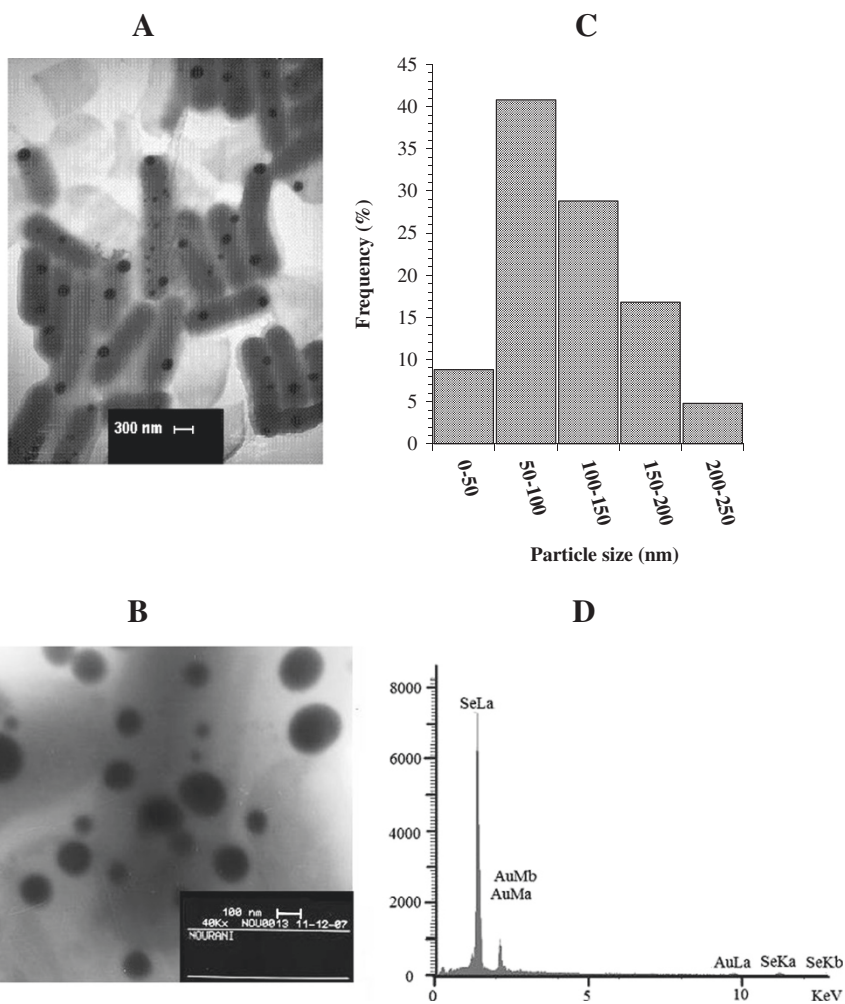 A
300 nm
C
45
40
35
30
25
20
15
10
5
0
Frequency (%)
0-50
50-100
100-150
150-200
200-250
Particle size (nm)
B
100 nm
40Kx NOU0013 11-12-07
NOURANI
D
8000
6000
4000
2000
0
SeLa
AuMb
AuMa
AuLa
SeKa
SeKb
0
5
10
KeV